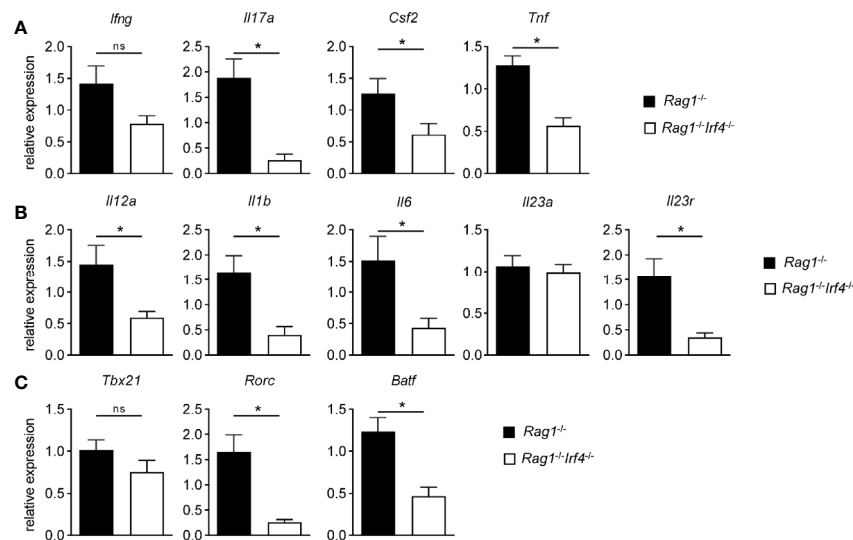 A
Ifng
Il17a
Csf2
Tnf
relative expression
2.0
1.5
1.0
0.5
0.0
ns
2.5
2.0
1.5
1.0
0.5
0.0
*
2.0
1.5
1.0
0.5
0.0
*
1.5
1.0
0.5
0.0
*
Rag1-/-
Rag1-/-Irf4-/-
B
Il12a
Il1b
Il6
Il23a
Il23r
relative expression
2.0
1.5
1.0
0.5
0.0
*
2.5
2.0
1.5
1.0
0.5
0.0
*
2.0
1.5
1.0
0.5
0.0
*
1.5
1.0
0.5
0.0
2.5
2.0
1.5
1.0
0.5
0.0
*
Rag1-/-
Rag1-/-Irf4-/-
C
Tbx21
Rorc
Batf
relative expression
1.5
1.0
0.5
0.0
ns
2.5
2.0
1.5
1.0
0.5
0.0
*
1.5
1.0
0.5
0.0
*
Rag1-/-
Rag1-/-Irf4-/-